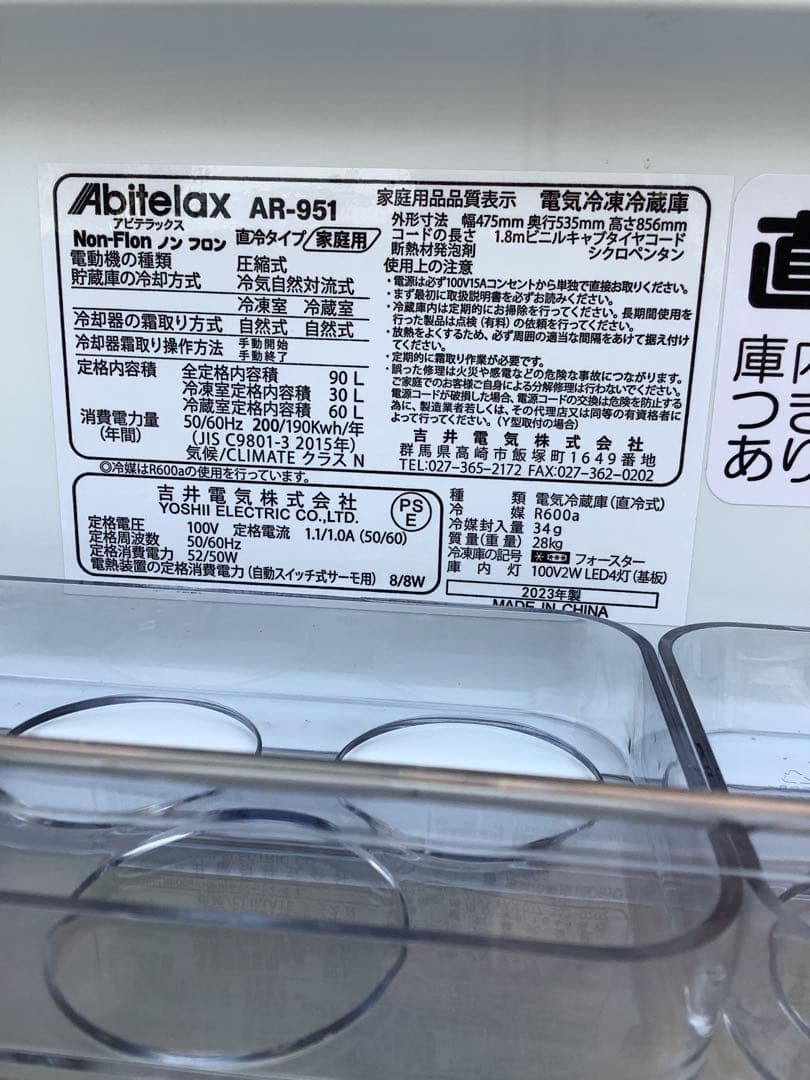 Abitelax AR-951
アビテラックス
Non-Flon ノン フロン 直冷タイプ/家庭用
電動機の種類 圧縮式
貯蔵庫の冷却方式 冷気自然対流式
冷凍室 冷蔵室
冷却器の霜取り方式 自然式 自然式
冷却器霜取り操作方法 手動開始
手動終了
定格内容積 全定格内容積 90 L
冷凍室定格内容積 30 L
冷蔵室定格内容積 60 L
消費電力量 50/60Hz 200/190Kwh/年
(年間) (JIS C9801-3 2015年)
気候/CLIMATE クラス N
家庭用品品質表示 電気冷凍冷蔵庫
外形寸法 幅475mm 奥行535mm 高さ856mm
コードの長さ 1.8mビニルキャブタイヤコード
断熱材発泡剤 シクロペンタン
使用上の注意
・電源は必ず100V15Aコンセントから単独で直接お取りください。
・まず最初に取扱説明書を必ずお読みください。
・冷蔵庫内は定期的にお掃除を行ってください。長期間使用を
行った製品は点検(有料)の依頼を行ってください。
・放熱をよくするため、必ず周囲の適当な間隔をあけて据え付け
てください。
・定期的に霜取り作業が必要です。
・誤った修理は火災や感電などの危険な事故につながります。
ご家庭でのお客様ご自身による分解修理は行わないでください。
電源コードが破損した場合、電源コードの交換は危険を防止する
為に、製造業者若しくは、その代理店又は同等の有資格者に
よって行ってください。(Y型取付の場合)
吉井電気株式会社
群馬県高崎市飯塚町1649番地
TEL:027-365-2172 FAX:027-362-0202
◎冷媒はR600aの使用を行っています。
吉井電気株式会社
YOSHII ELECTRIC CO.,LTD.
PS
E
定格電圧 100V 定格電流 1.1/1.0A (50/60)
定格周波数 50/60Hz
定格消費電力 52/50W
電熱装置の定格消費電力(自動スイッチ式サーモ用) 8/8W
種類 電気冷蔵庫(直冷式)
冷媒 R600a
冷媒封入量 34g
質量(重量) 28kg
冷凍庫の記号 フォースター
庫内灯 100V2W LED4灯(基板)
2023年製
MADE IN CHINA
直
庫内
つき
あり